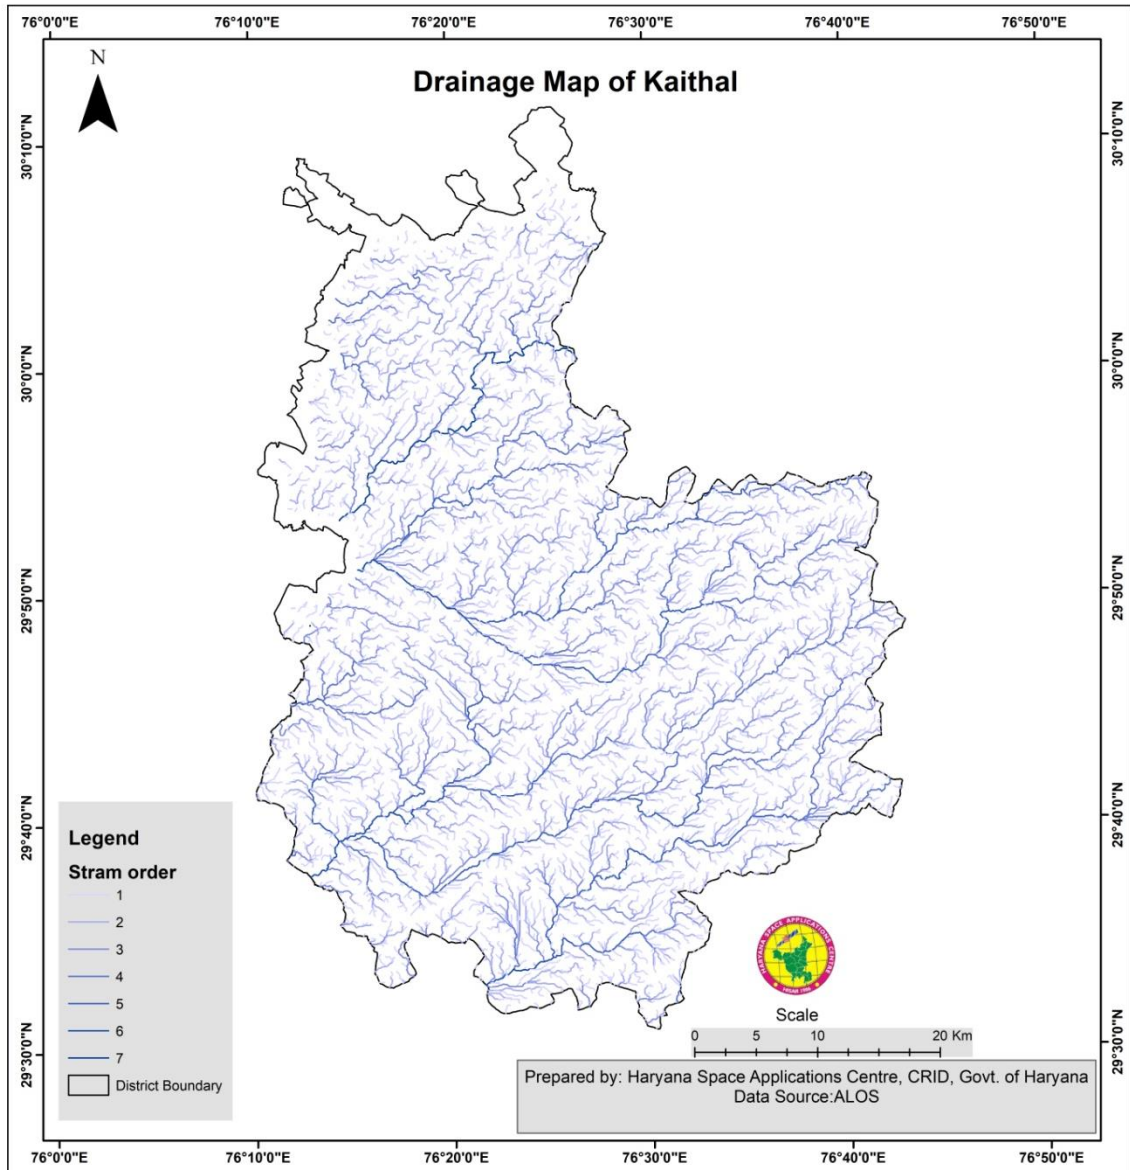 76°0'0"E 76°10'0"E 76°20'0"E 76°30'0"E 76°40'0"E 76°50'0"E
N
Drainage Map of Kaithal
30°10'0"N
30°10'0"N
30°0'0"N
30°0'0"N
29°50'0"N
29°50'0"N
29°40'0"N
29°40'0"N
29°30'0"N
29°30'0"N
Legend
Stram order
1
2
3
4
5
6
7
District Boundary
HARYANA SPACE APPLICATIONS CENTRE
Scale
0 5 10 20 Km
Prepared by: Haryana Space Applications Centre, CRID, Govt. of Haryana
Data Source:ALOS
76°0'0"E 76°10'0"E 76°20'0"E 76°30'0"E 76°40'0"E 76°50'0"E